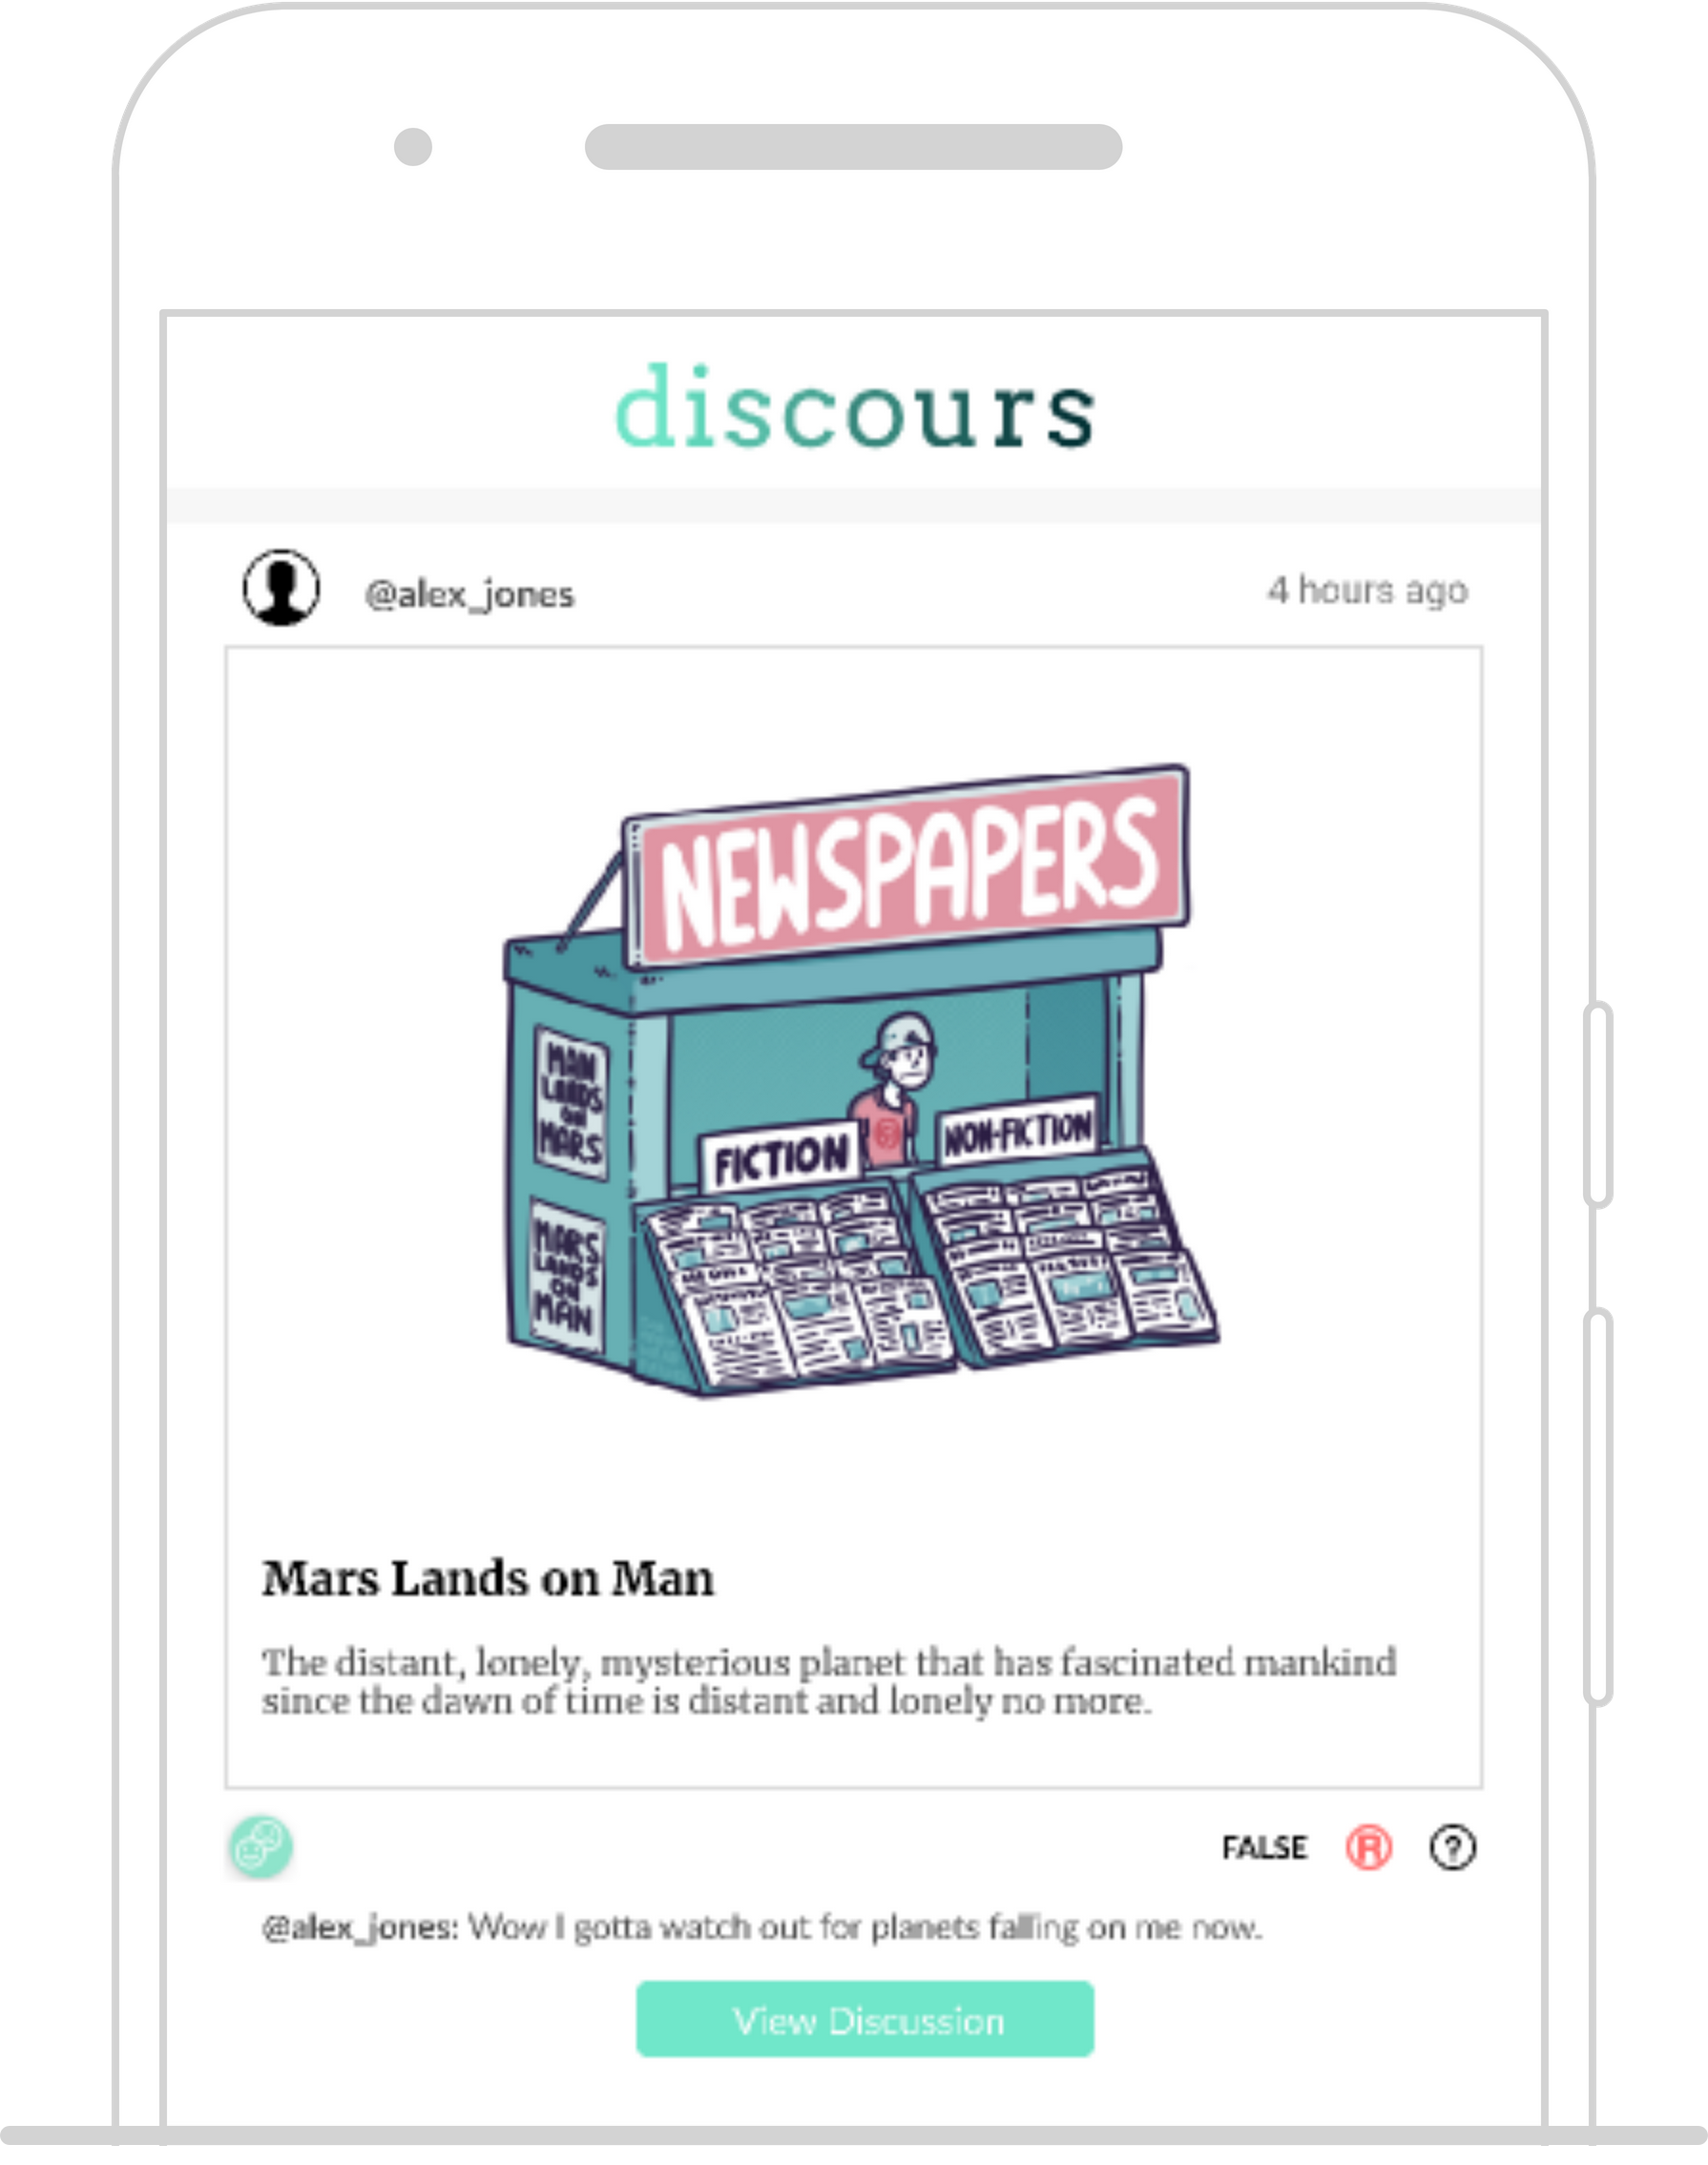 discours
@alex_jones
4 hours ago
NEWSPAPERS
MAN
LANDS
ON
MARS
FICTION
NON-FICTION
MARS
LANDS
ON
MAN
Mars Lands on Man
The distant, lonely, mysterious planet that has fascinated mankind
since the dawn of time is distant and lonely no more.
FALSE
R
?
@alex_jones: Wow I gotta watch out for planets falling on me now.
View Discussion